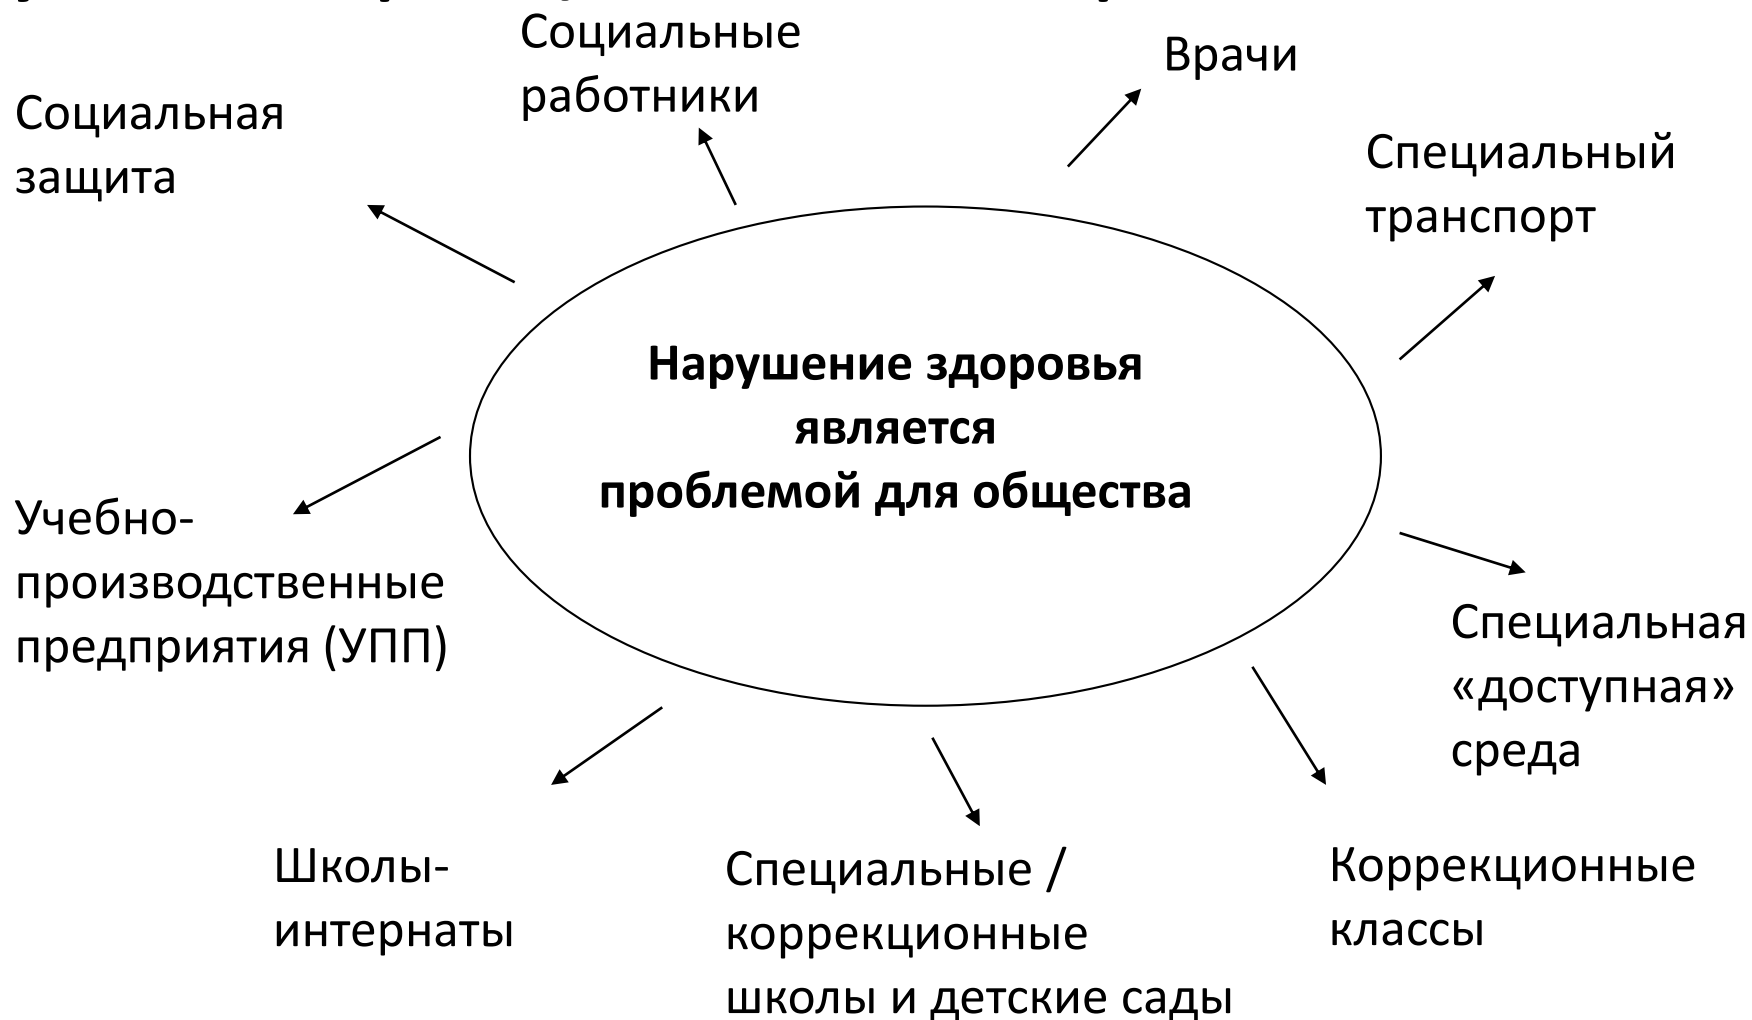 Социальные
работники
Врачи
Социальная
защита
Специальный
транспорт
Нарушение здоровья
является
проблемой для общества
Учебно-
производственные
предприятия (УПП)
Специальная
«доступная»
среда
Школы-
интернаты
Специальные /
коррекционные
школы и детские сады
Коррекционные
классы